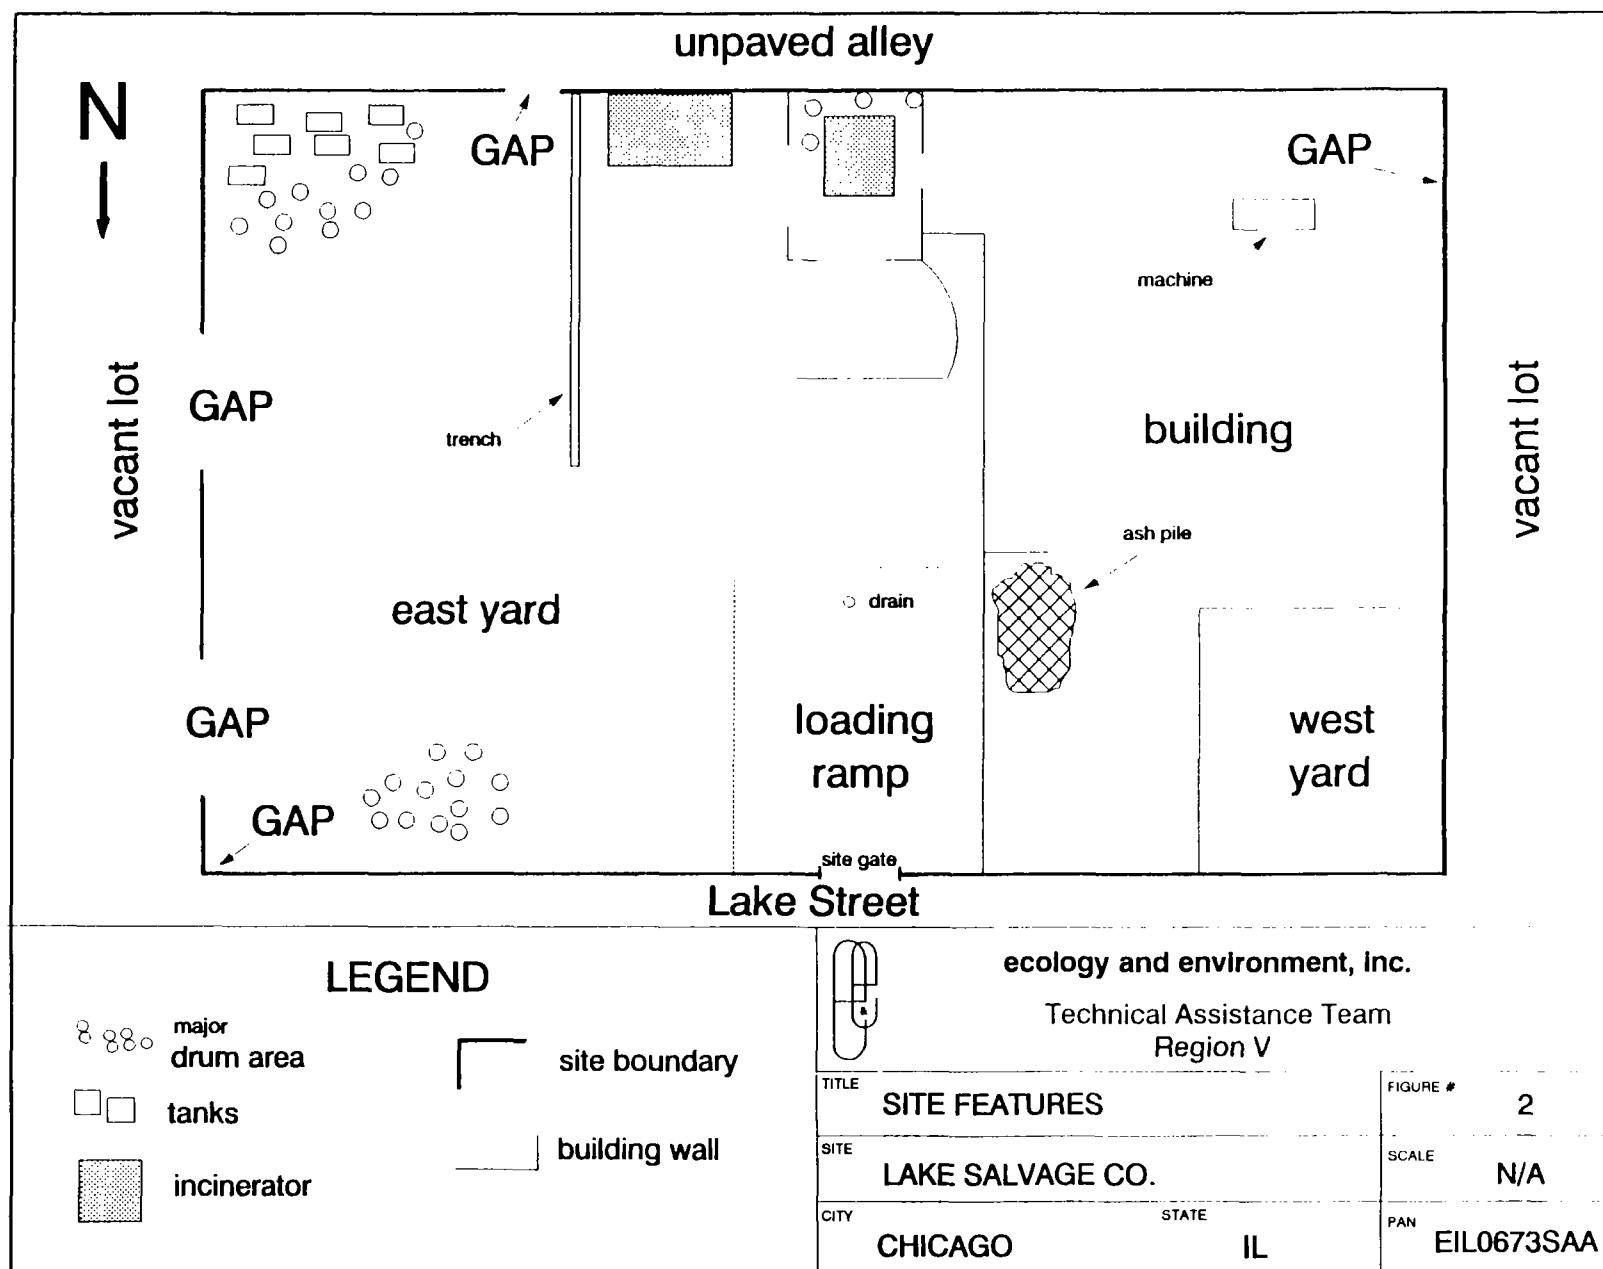 unpaved alley
N
GAP
GAP
machine
vacant lot
GAP
trench
building
vacant lot
ash pile
east yard
drain
GAP
loading
ramp
west
yard
GAP
site gate
Lake Street
LEGEND
major
drum area
tanks
incinerator
site boundary
building wall
&
ecology and environment, inc.
Technical Assistance Team
Region V
TITLE
SITE FEATURES
FIGURE #
2
SITE
LAKE SALVAGE CO.
SCALE
N/A
CITY
CHICAGO
STATE
IL
PAN
EIL0673SAA